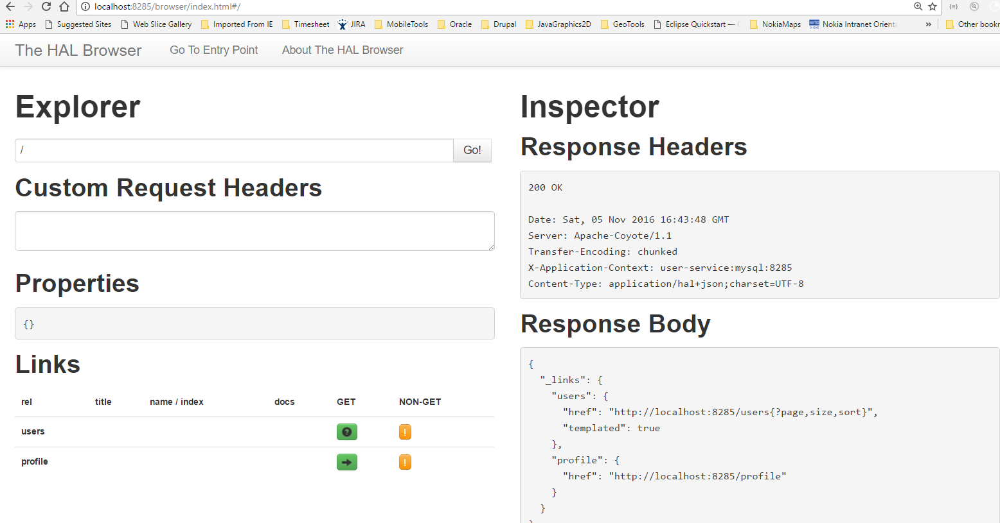 localhost:8285/browser/index.html#/
Apps Suggested Sites Web Slice Gallery Imported From IE Timesheet JIRA MobileTools Oracle Drupal JavaGraphics2D GeoTools Eclipse Quickstart — NokiaMaps Nokia Intranet Orienta » Other bookm
The HAL Browser Go To Entry Point About The HAL Browser
Explorer
/ Go!
Custom Request Headers
Properties
{}
Links
rel title name / index docs GET NON-GET
users ? !
profile !
Inspector
Response Headers
200 OK
Date: Sat, 05 Nov 2016 16:43:48 GMT
Server: Apache-Coyote/1.1
Transfer-Encoding: chunked
X-Application-Context: user-service:mysql:8285
Content-Type: application/hal+json;charset=UTF-8
Response Body
{
"_links": {
"users": {
"href": "http://localhost:8285/users{?page,size,sort}",
"templated": true
},
"profile": {
"href": "http://localhost:8285/profile"
}
}
}